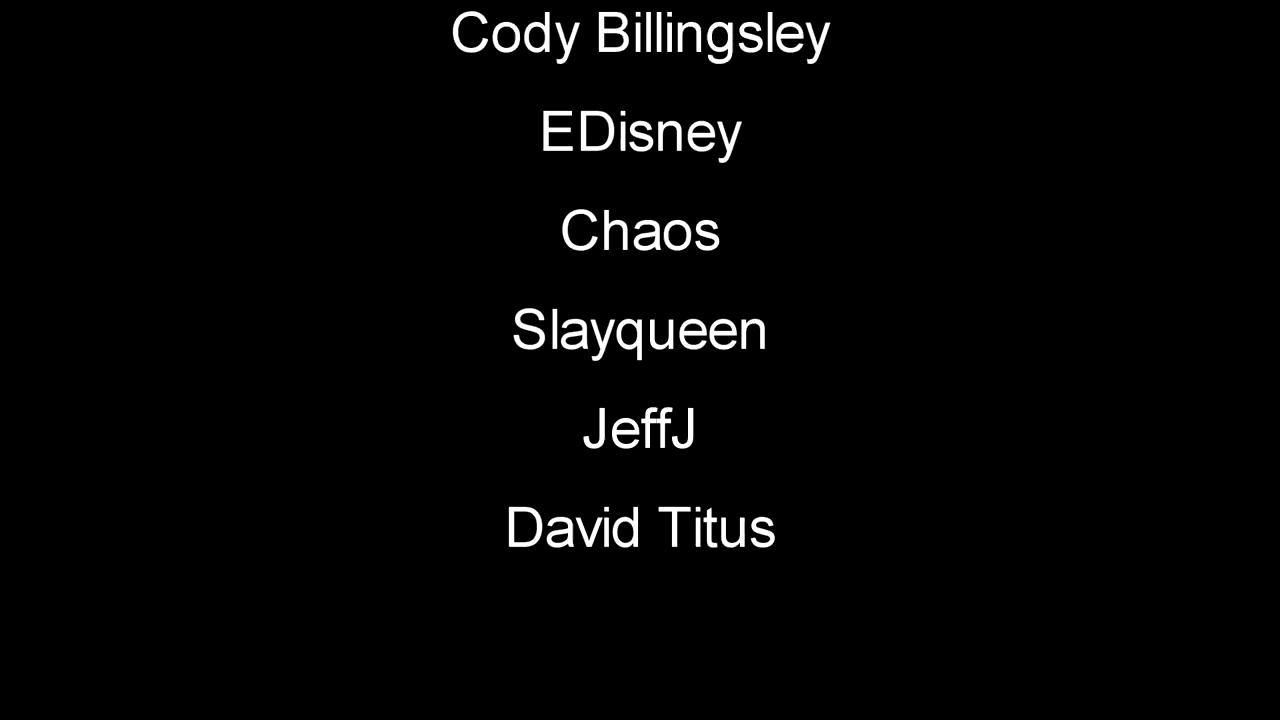 Cody Billingsley
EDisney
Chaos
Slayqueen
JeffJ
David Titus